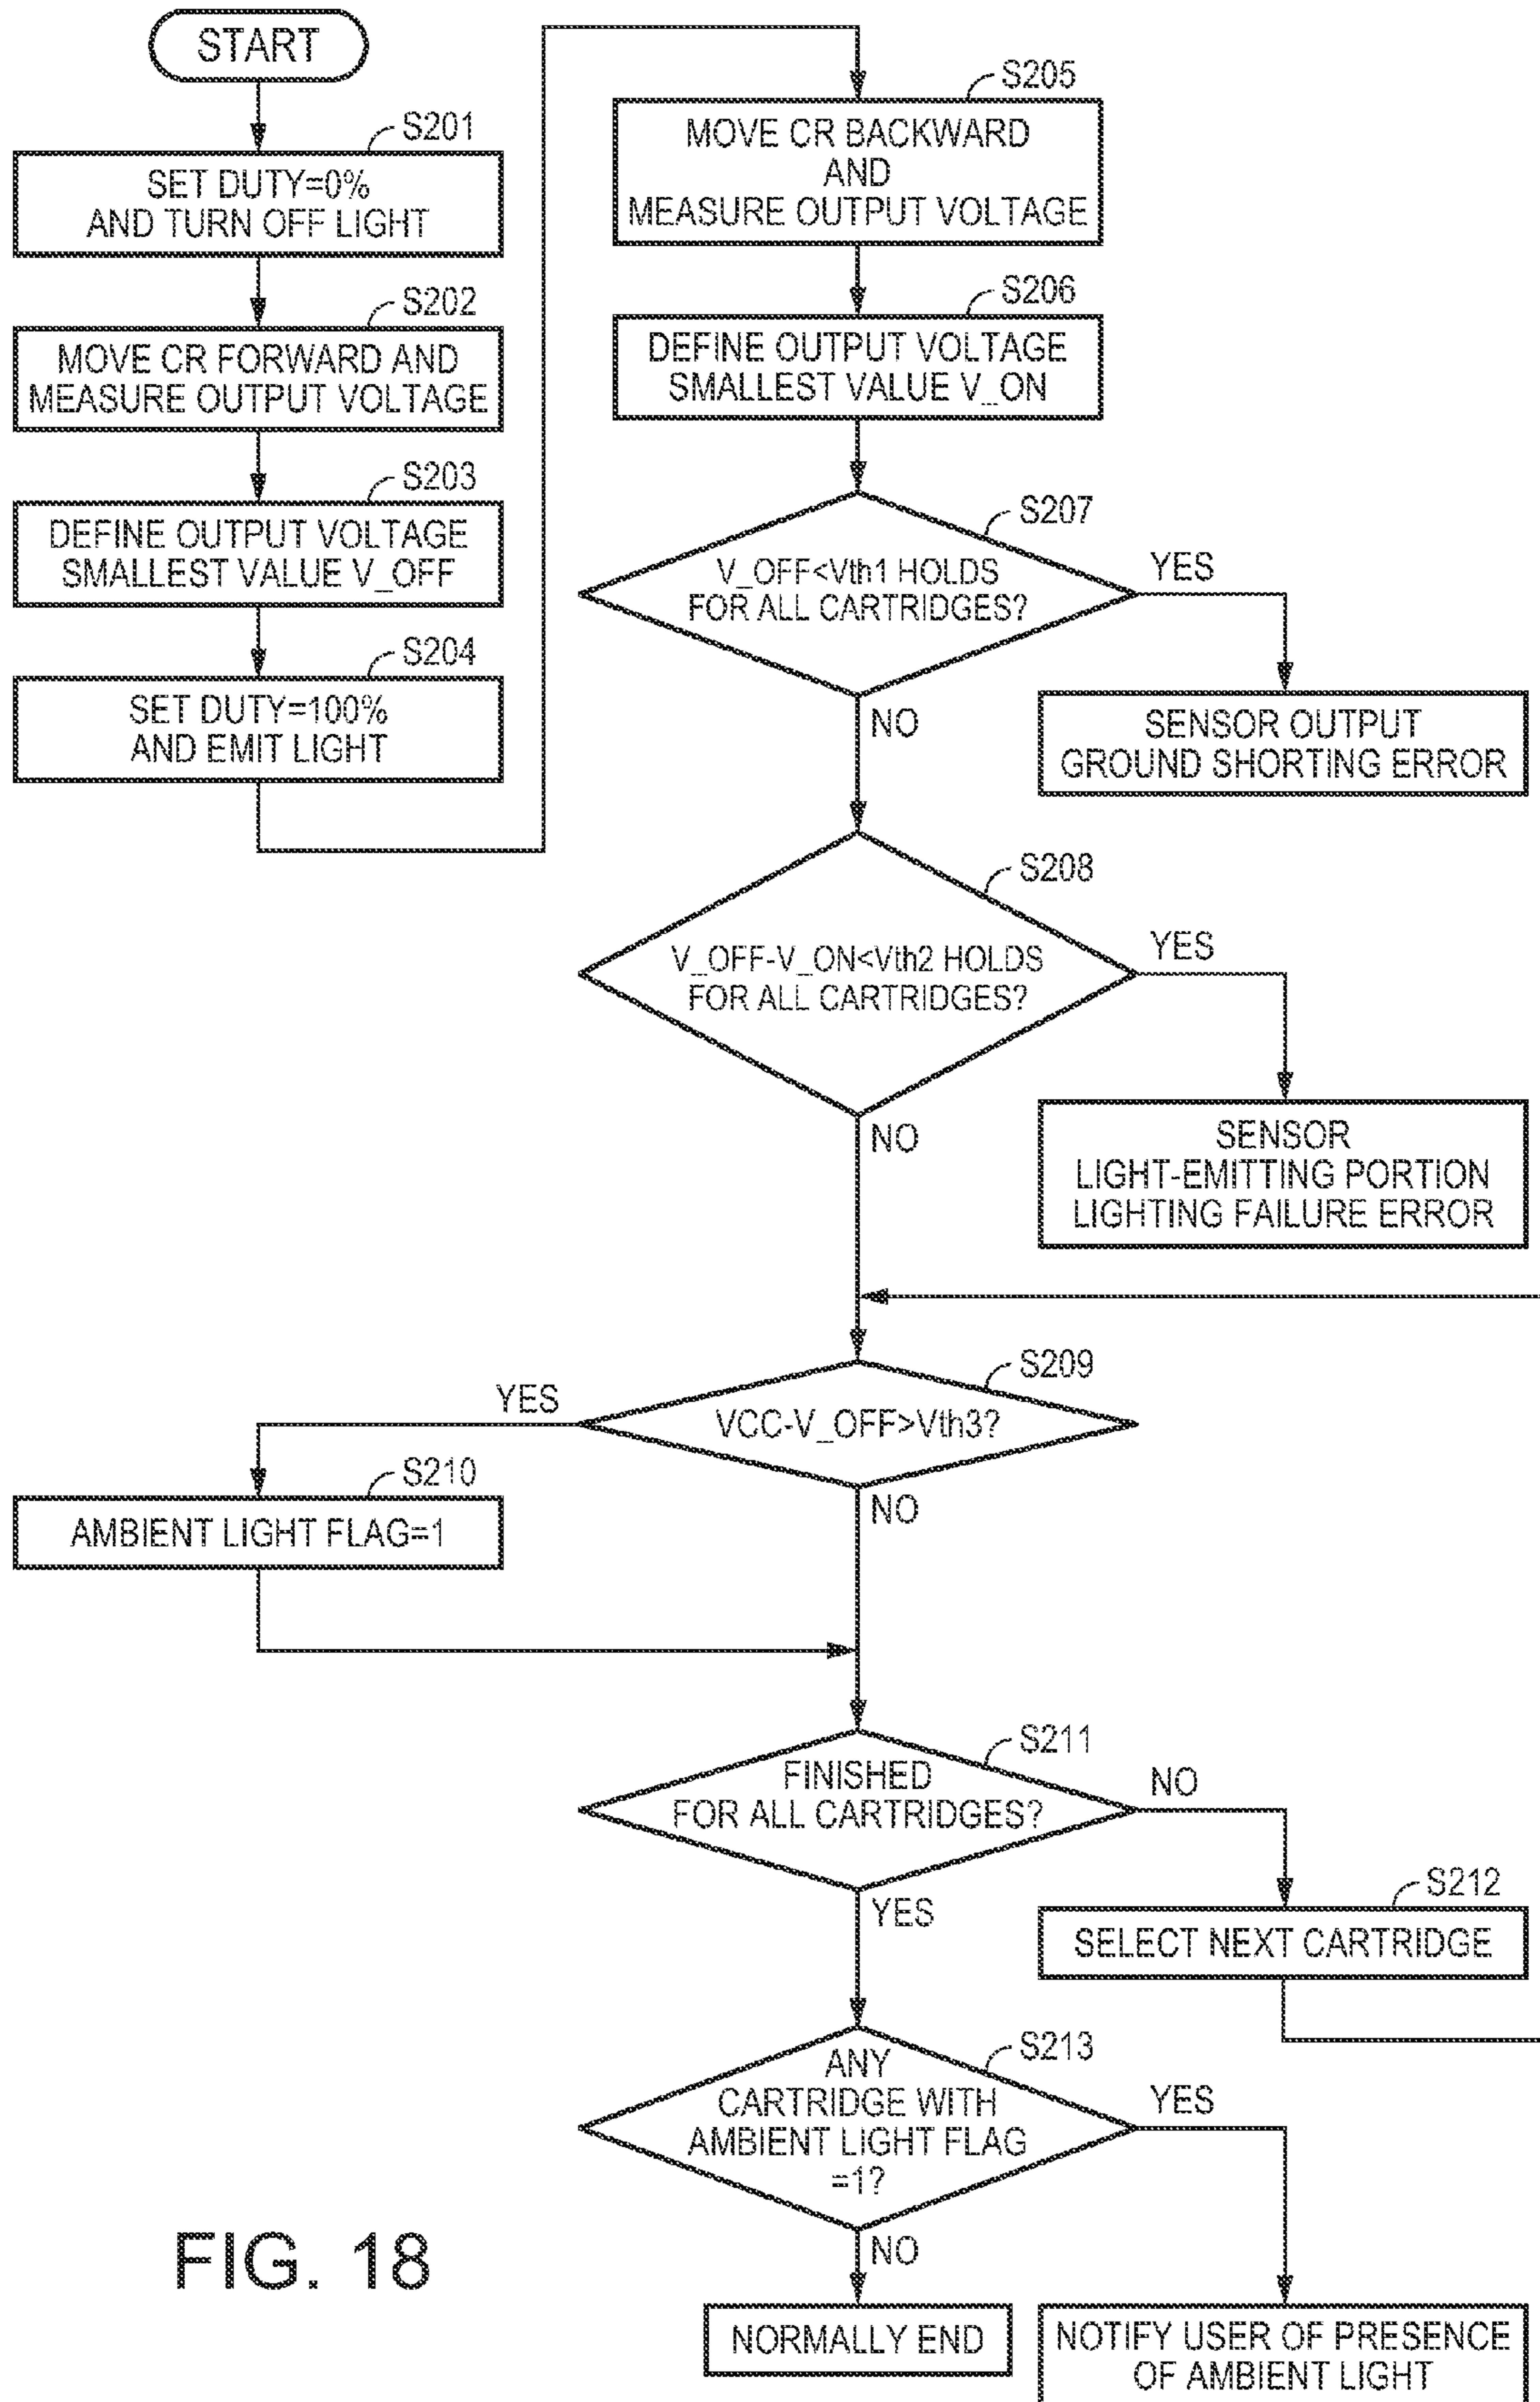 START
S201
SET DUTY=0%
AND TURN OFF LIGHT
S202
MOVE CR FORWARD AND
MEASURE OUTPUT VOLTAGE
S203
DEFINE OUTPUT VOLTAGE
SMALLEST VALUE V_OFF
S204
SET DUTY=100%
AND EMIT LIGHT
S205
MOVE CR BACKWARD
AND
MEASURE OUTPUT VOLTAGE
S206
DEFINE OUTPUT VOLTAGE
SMALLEST VALUE V_ON
S207
V_OFF<Vth1 HOLDS
FOR ALL CARTRIDGES?
YES
NO
SENSOR OUTPUT
GROUND SHORTING ERROR
S208
V_OFF-V_ON<Vth2 HOLDS
FOR ALL CARTRIDGES?
YES
NO
SENSOR
LIGHT-EMITTING PORTION
LIGHTING FAILURE ERROR
S209
VCC-V_OFF>Vth3?
YES
NO
S210
AMBIENT LIGHT FLAG=1
S211
FINISHED
FOR ALL CARTRIDGES?
NO
YES
S212
SELECT NEXT CARTRIDGE
S213
ANY
CARTRIDGE WITH
AMBIENT LIGHT FLAG
=1?
YES
NO
NORMALLY END
NOTIFY USER OF PRESENCE
OF AMBIENT LIGHT
FIG. 18